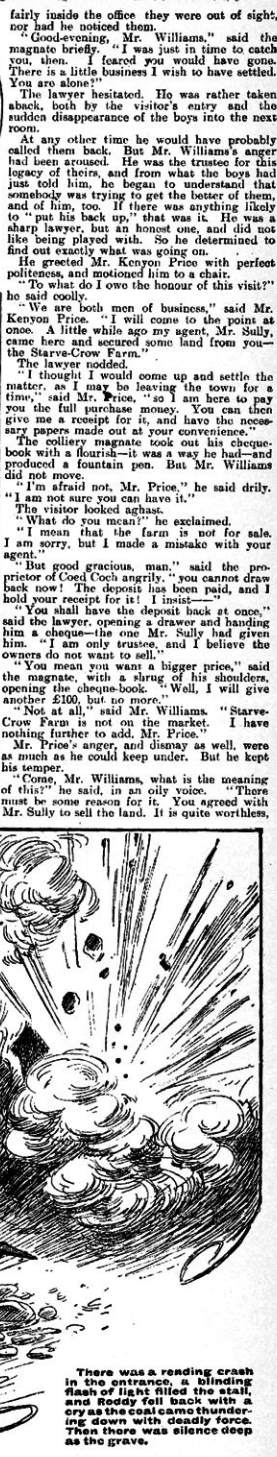 fairly inside the office they were out of sight,
nor had he noticed them.
"Good-evening, Mr. Williams," said the
magnate briefly. "I was just in time to catch
you, then. I feared you would have gone.
There is a little business I wish to have settled.
You are alone?"
The lawyer hesitated. He was rather taken
aback, both by the visitor's entry and the
sudden disappearance of the boys into the next
room.
At any other time he would have probably
called them back. But Mr. Williams's anger
had been aroused. He was the trustee for this
legacy of theirs, and from what the boys had
just told him, he began to understand that
somebody was trying to get the better of them,
and of him, too. If there was anything likely
to "put his back up," that was it. He was a
sharp lawyer, but an honest one, and did not
like being played with. So he determined to
find out exactly what was going on.
He greeted Mr. Kenyon Price with perfect
politeness, and motioned him to a chair.
"To what do I owe the honour of this visit?"
he said coolly.
"We are both men of business," said Mr.
Kenyon Price. "I will come to the point at
once. A little while ago my agent, Mr. Sully,
came here and secured some land from you—
the Starve-Crow Farm."
The lawyer nodded.
"I thought I would come up and settle the
matter, as I may be leaving the town for a
time," said Mr. Price, "so I am here to pay
you the full purchase money. You can then
give me a receipt for it, and have the neces-
sary papers made out at your convenience."
The colliery magnate took out his cheque-
book with a flourish—it was a way he had—and
produced a fountain pen. But Mr. Williams
did not move.
"I'm afraid not, Mr. Price," he said drily.
"I am not sure you can have it."
The visitor looked aghast.
"What do you mean?" he exclaimed.
"I mean that the farm is not for sale.
I am sorry, but I made a mistake with your
agent."
"But good gracious, man," said the pro-
prietor of Coed Coch angrily, "you cannot draw
back now! The deposit has been paid, and I
hold your receipt for it! I insist——"
"You shall have the deposit back at once,"
said the lawyer, opening a drawer and handing
him a cheque—the one Mr. Sully had given
him. "I am only trustee, and I believe the
owners do not want to sell."
"You mean you want a bigger price," said
the magnate, with a shrug of his shoulders,
opening the cheque-book. "Well, I will give
another £100, but no more."
"Not at all," said Mr. Williams. "Starve-
Crow Farm is not on the market. I have
nothing further to add, Mr. Price."
Mr. Price's anger, and dismay as well, were
as much as he could keep under. But he kept
his temper.
"Come, Mr. Williams, what is the meaning
of this?" he said, in an oily voice. "There
must be some reason for it. You agreed with
Mr. Sully to sell the land. It is quite worthless,
There was a rending crash
in the entrance, a blinding
flash of light filled the stall,
and Roddy fell back with a
cry as the coal came thunder-
ing down with deadly force.
Then there was silence deep
as the grave.